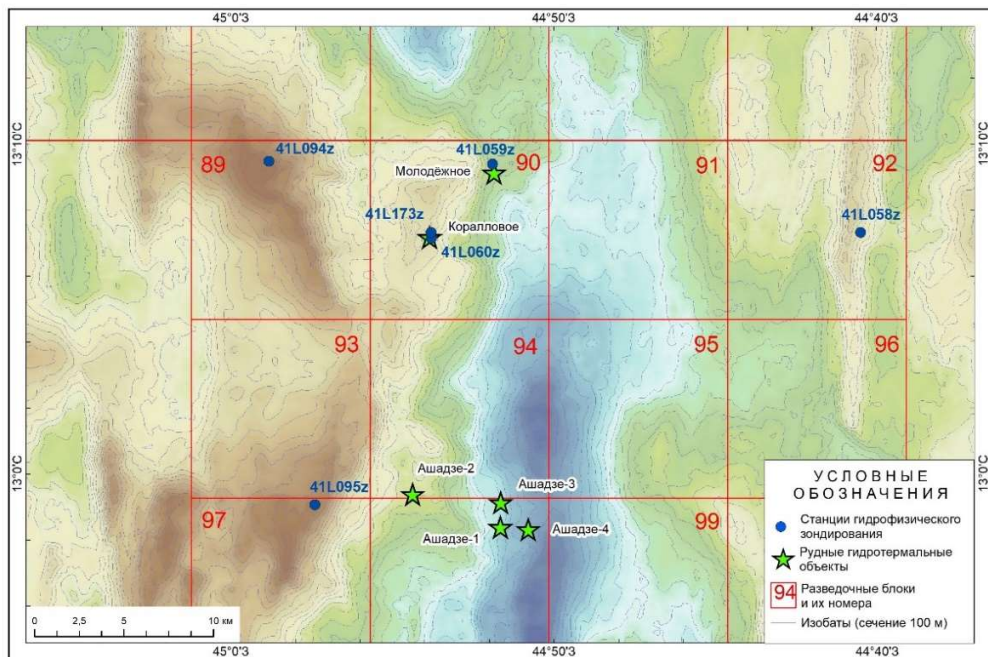 45°0'З
44°50'З
44°40'З
13°10'С
13°10'С
89
41L094z
41L059z
90
91
92
Молодёжное
41L173z
Коралловое
41L058z
41L060z
93
94
95
96
13°0'С
13°0'С
Ашадзе-2
Ашадзе-3
41L095z
97
Ашадзе-1
Ашадзе-4
99
УСЛОВНЫЕ
ОБОЗНАЧЕНИЯ
Станции гидрофизического
зондирования
Рудные гидротермальные
объекты
94
Разведочные блоки
и их номера
Изобаты (сечение 100 м)
0
2,5
5
10 км
45°0'З
44°50'З
44°40'З